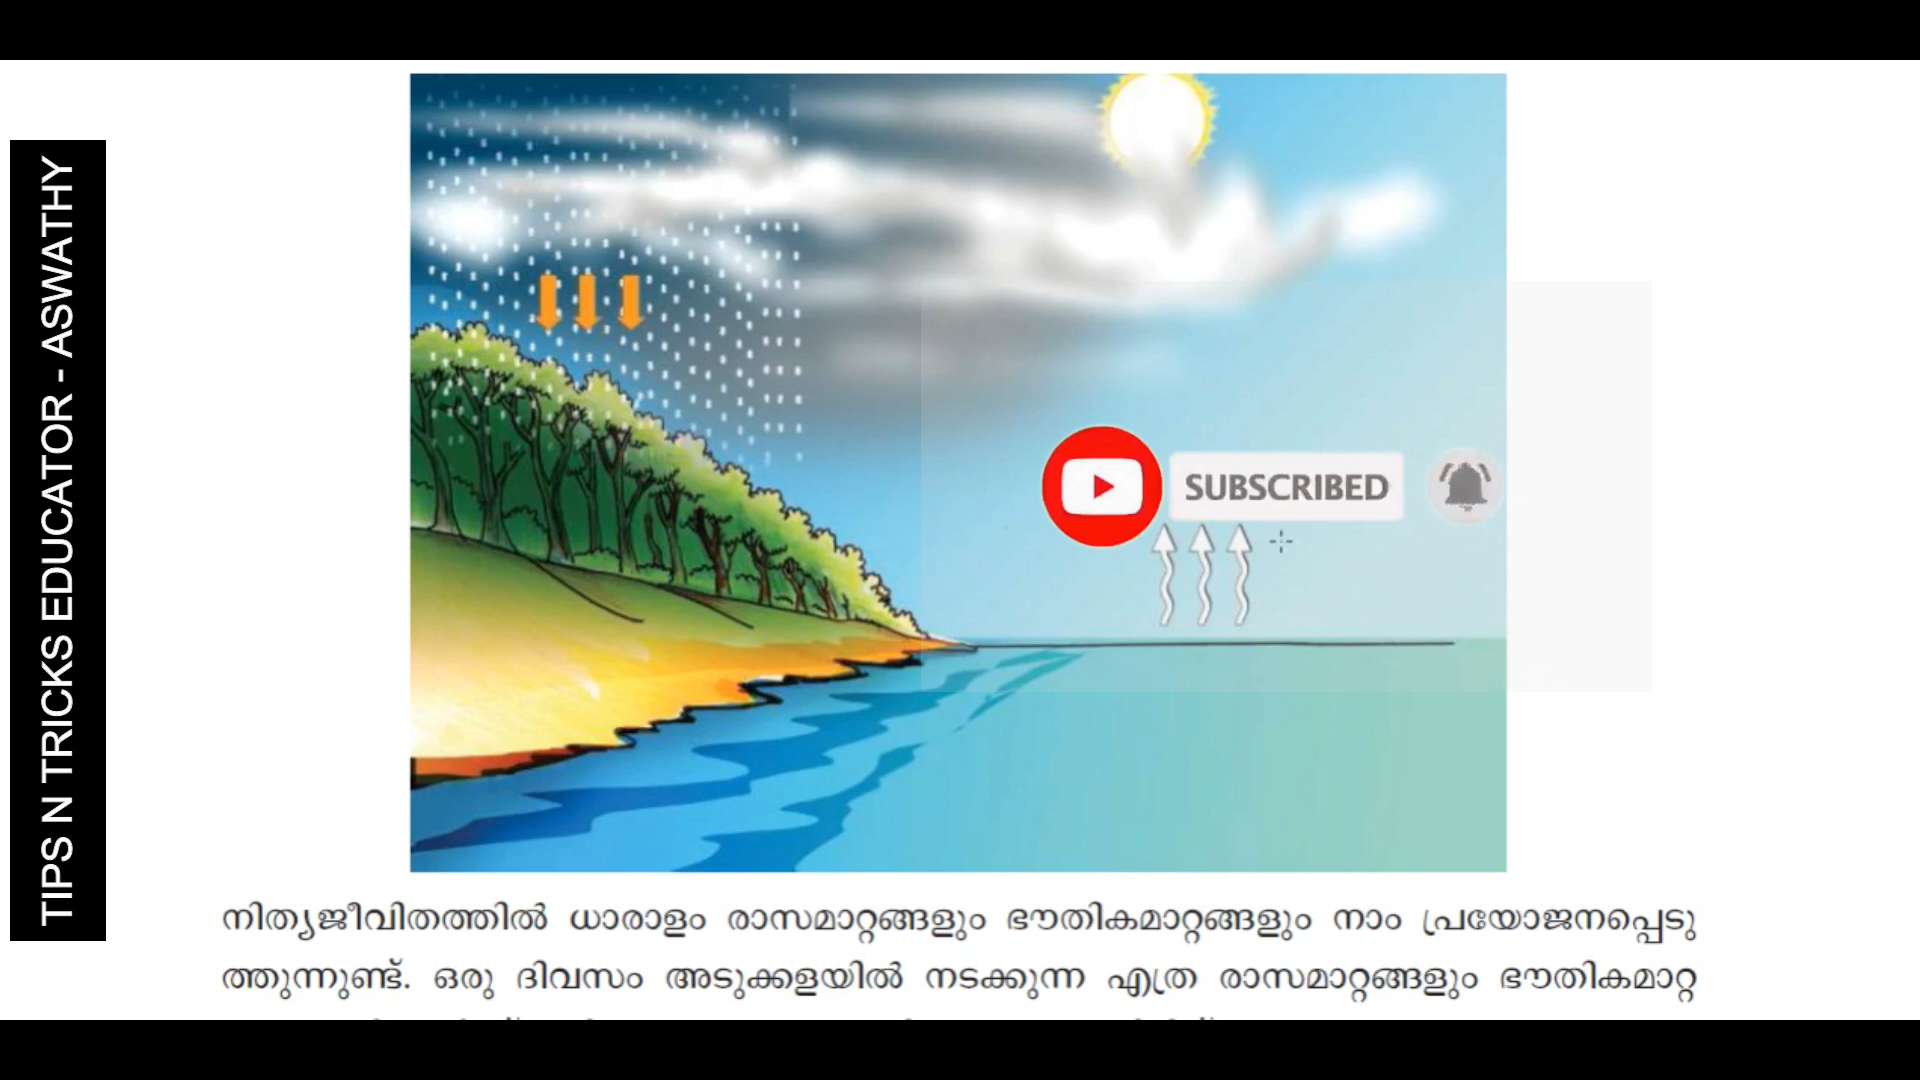 TIPS N TRICKS EDUCATOR - ASWATHY
SUBSCRIBED
നിത്യജീവിതത്തിൽ ധാരാളം രാസമാറ്റങ്ങളും ഭൗതികമാറ്റങ്ങളും നാം പ്രയോജനപ്പെടു
ത്തുന്നുണ്ട്. ഒരു ദിവസം അടുക്കളയിൽ നടക്കുന്ന എത്ര രാസമാറ്റങ്ങളും ഭൗതികമാറ്റ